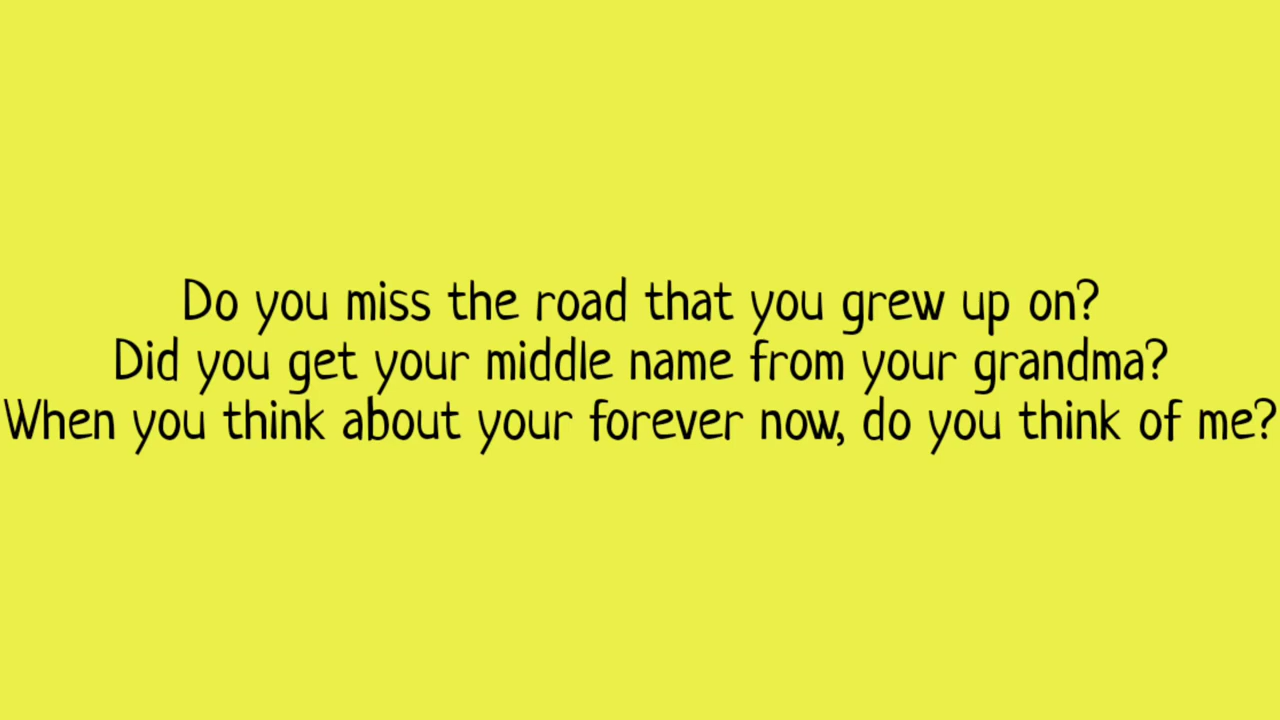 Do you miss the road that you grew up on?
Did you get your middle name from your grandma?
When you think about your forever now, do you think of me?